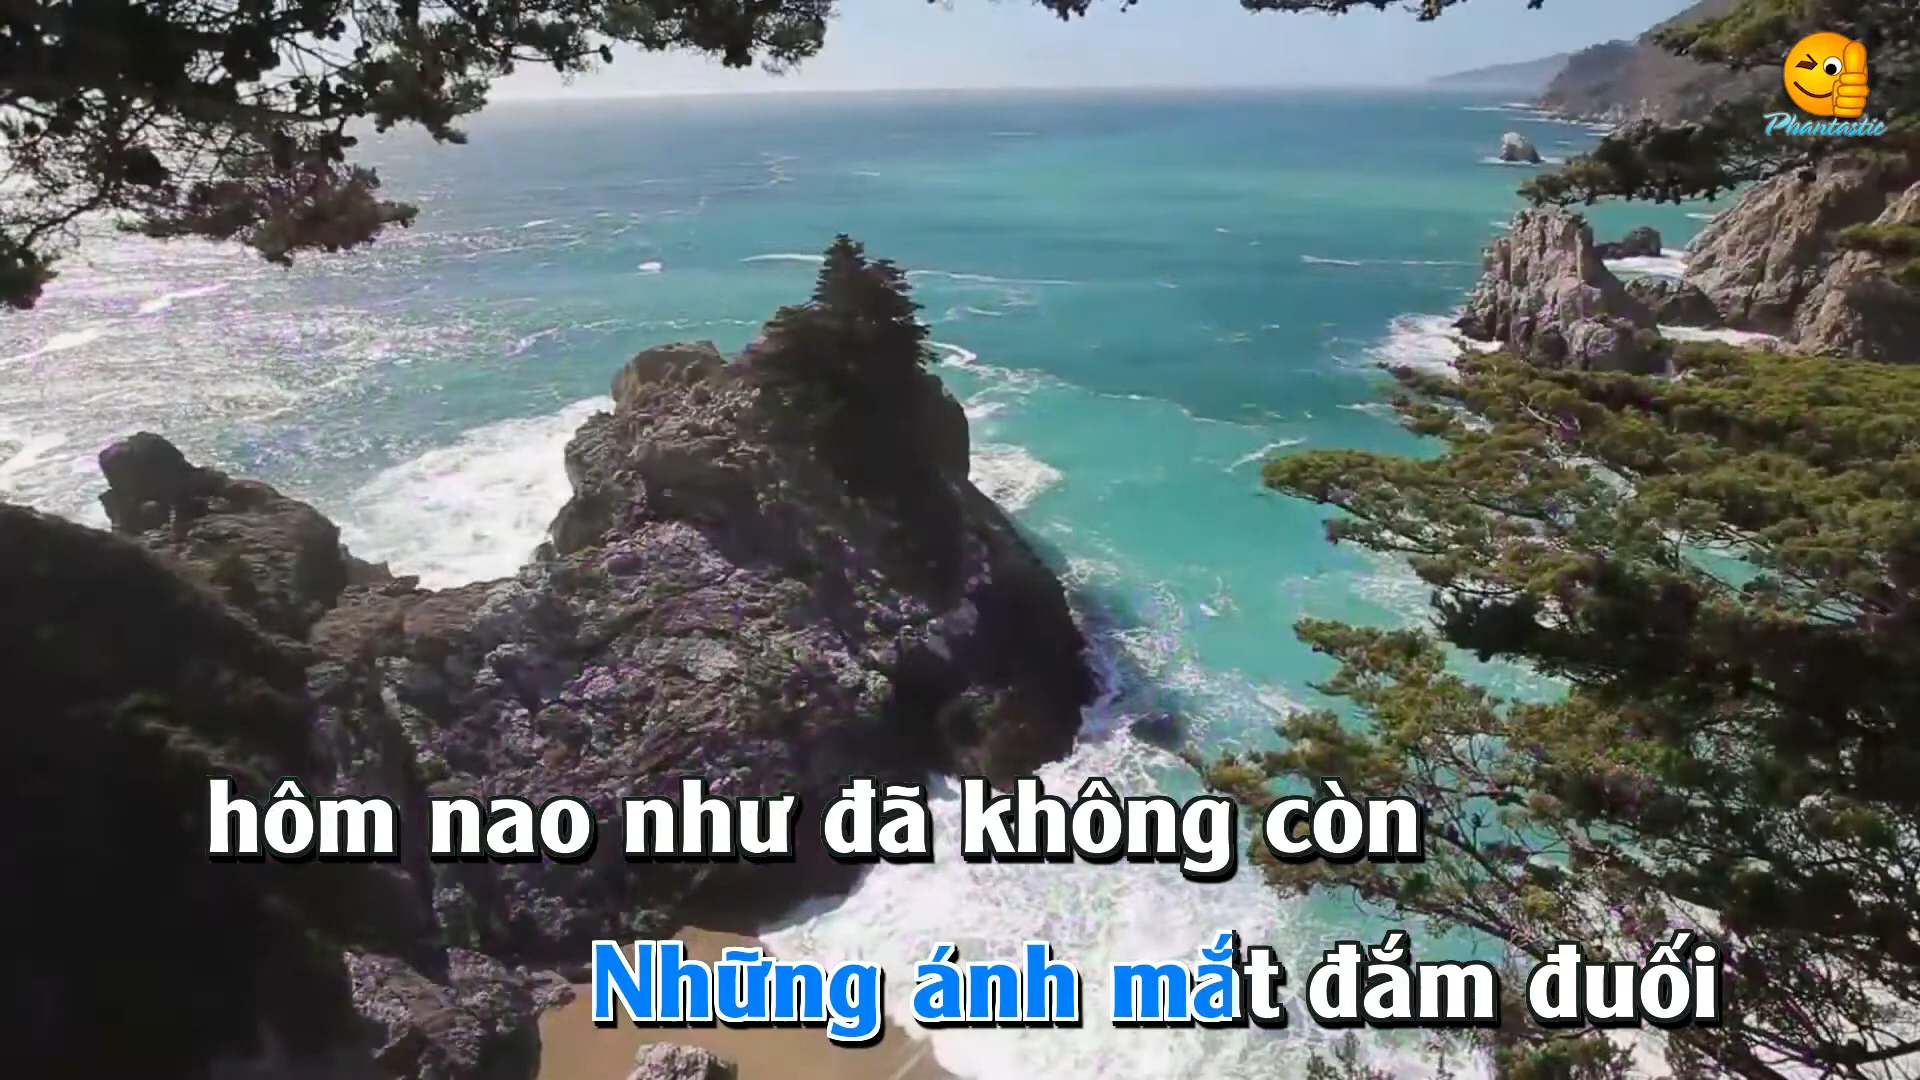 Phantastic
hôm nao như đã không còn
Những ánh mắt đắm đuối